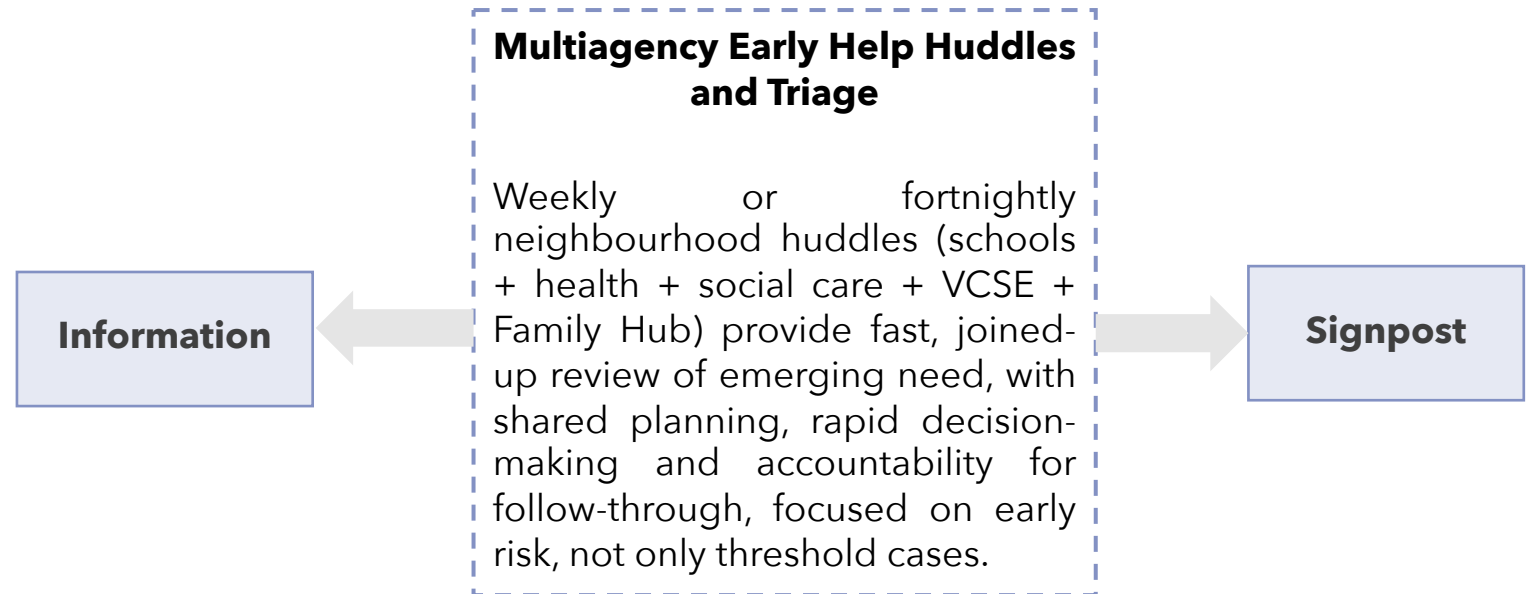 Multiagency Early Help Huddles
and Triage
Weekly or fortnightly
neighbourhood huddles (schools
+ health + social care + VCSE +
Family Hub) provide fast, joined-
up review of emerging need, with
shared planning, rapid decision-
making and accountability for
follow-through, focused on early
risk, not only threshold cases.
Information
Signpost